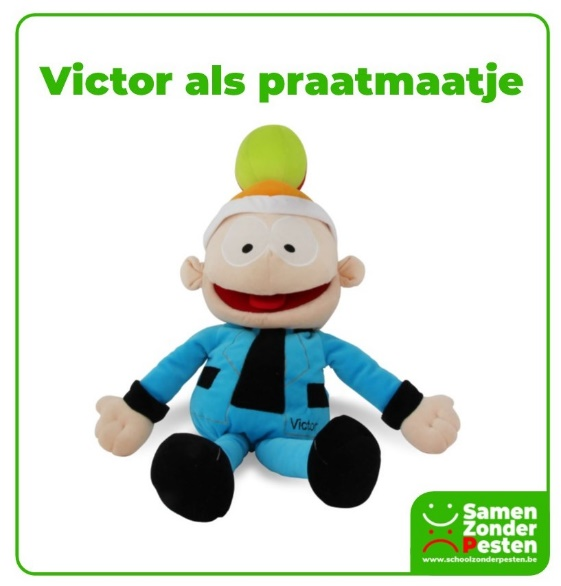 Victor als praatmaatje
Victor
Samen
Zonder
Pesten
www.schoolzonderpesten.be